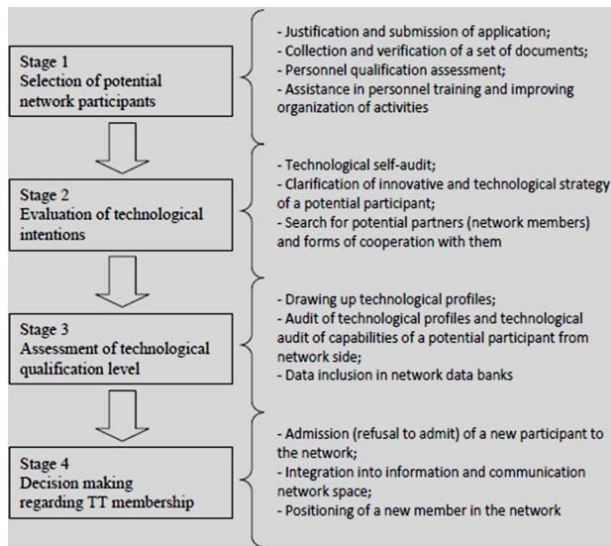 Stage 1
Selection of potential
network participants
- Justification and submission of application;
- Collection and verification of a set of documents;
- Personnel qualification assessment;
- Assistance in personnel training and improving
organization of activities
Stage 2
Evaluation of technological
intentions
- Technological self-audit;
- Clarification of innovative and technological strategy
of a potential participant;
- Search for potential partners (network members)
and forms of cooperation with them
Stage 3
Assessment of technological
qualification level
- Drawing up technological profiles;
- Audit of technological profiles and technological
audit of capabilities of a potential participant from
network side;
- Data inclusion in network data banks
Stage 4
Decision making
regarding TT membership
- Admission (refusal to admit) of a new participant to
the network;
- Integration into information and communication
network space;
- Positioning of a new member in the network